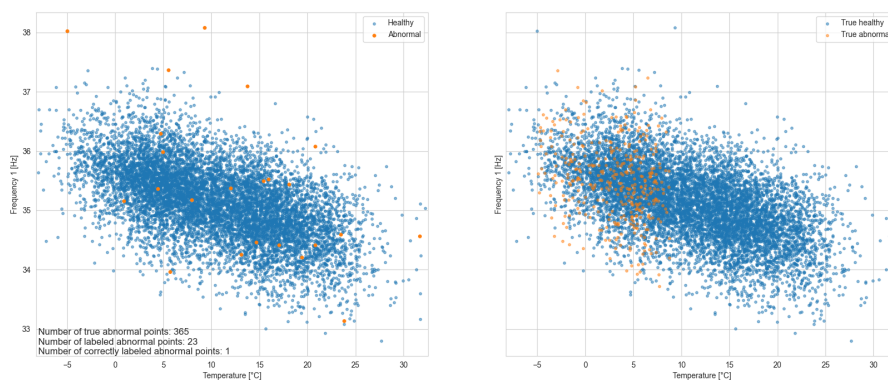 38
37
36
35
34
33
Frequency 1 [Hz]
Healthy
Abnormal
Number of true abnormal points: 365
Number of labeled abnormal points: 23
Number of correctly labeled abnormal points: 1
−5 0 5 10 15 20 25 30
Temperature [°C]
Frequency 1 [Hz]
True healthy
True abnorma
−5 0 5 10 15 20 25 30
Temperature [°C]